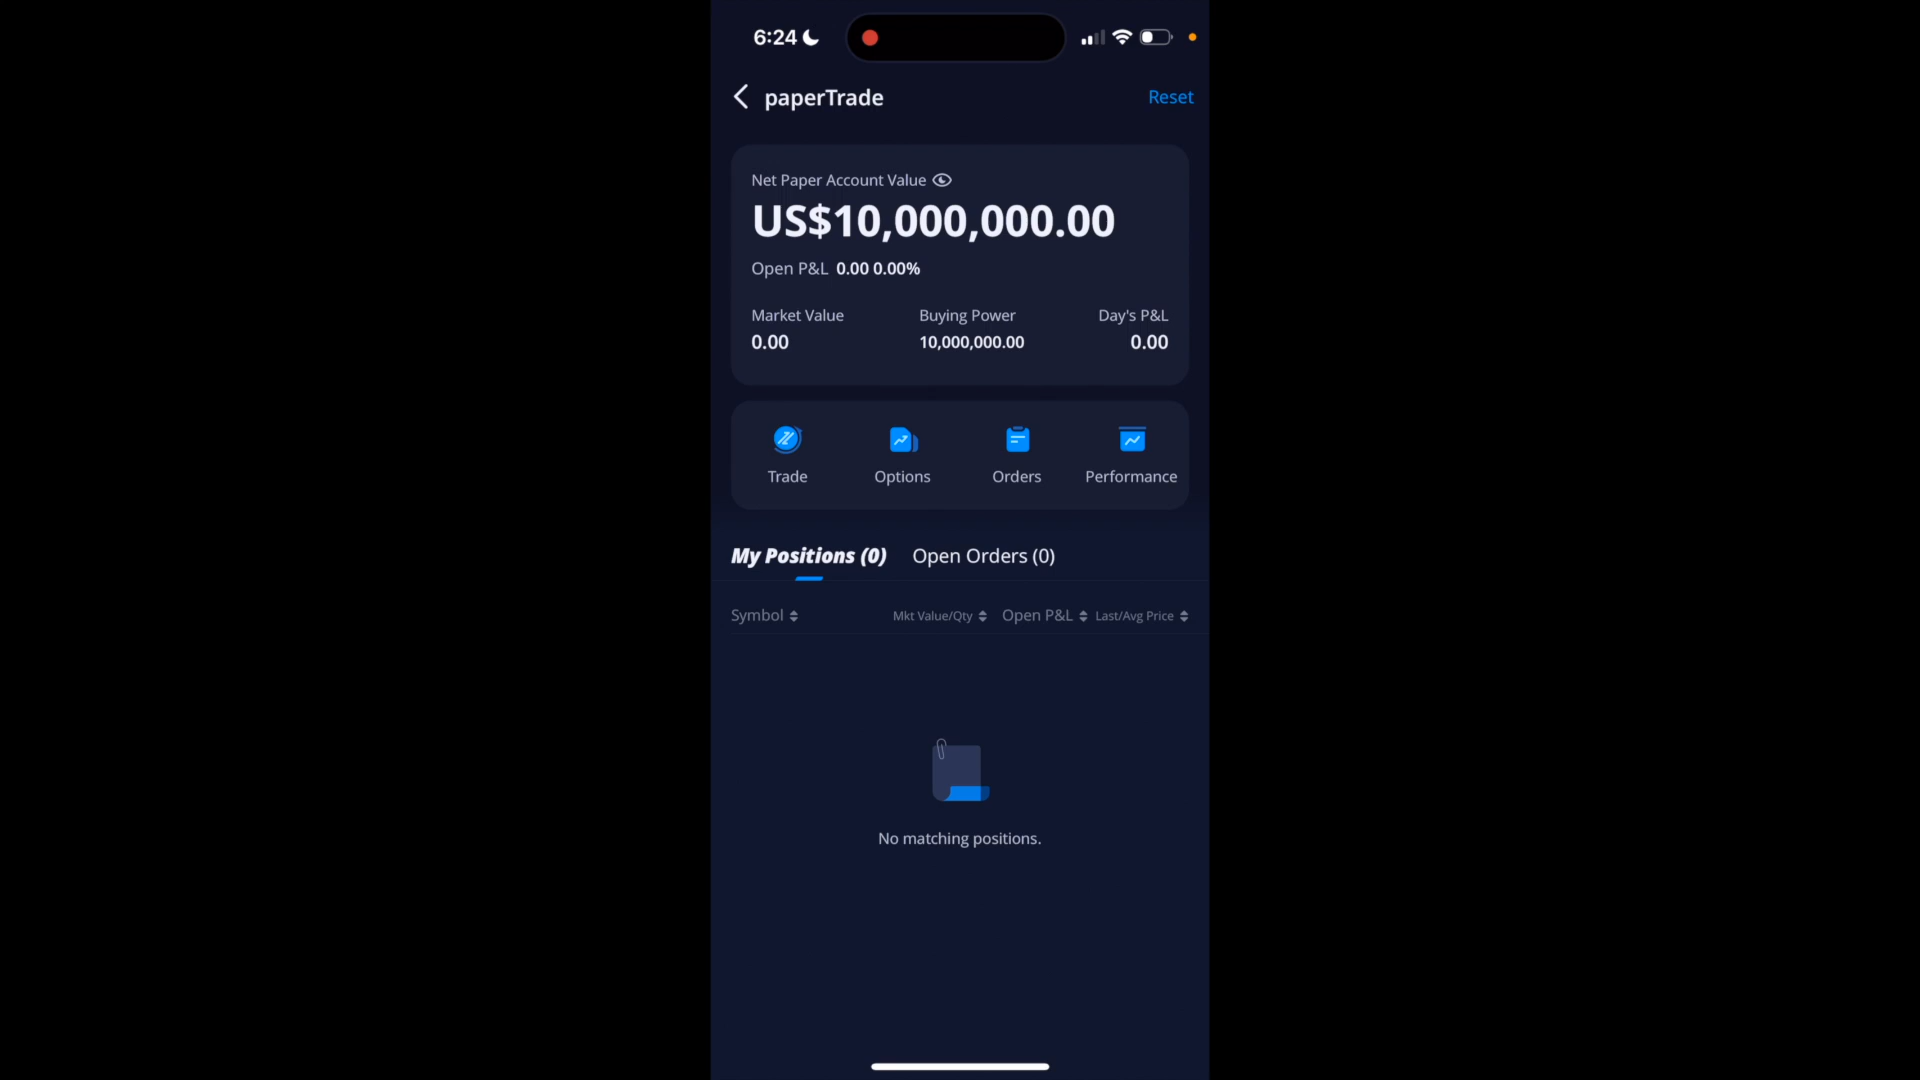 6:24
paperTrade
Reset
Net Paper Account Value
US$10,000,000.00
Open P&L 0.00 0.00%
Market Value Buying Power Day's P&L
0.00 10,000,000.00 0.00
Trade Options Orders Performance
My Positions (0) Open Orders (0)
Symbol Mkt Value/Qty Open P&L Last/Avg Price
No matching positions.